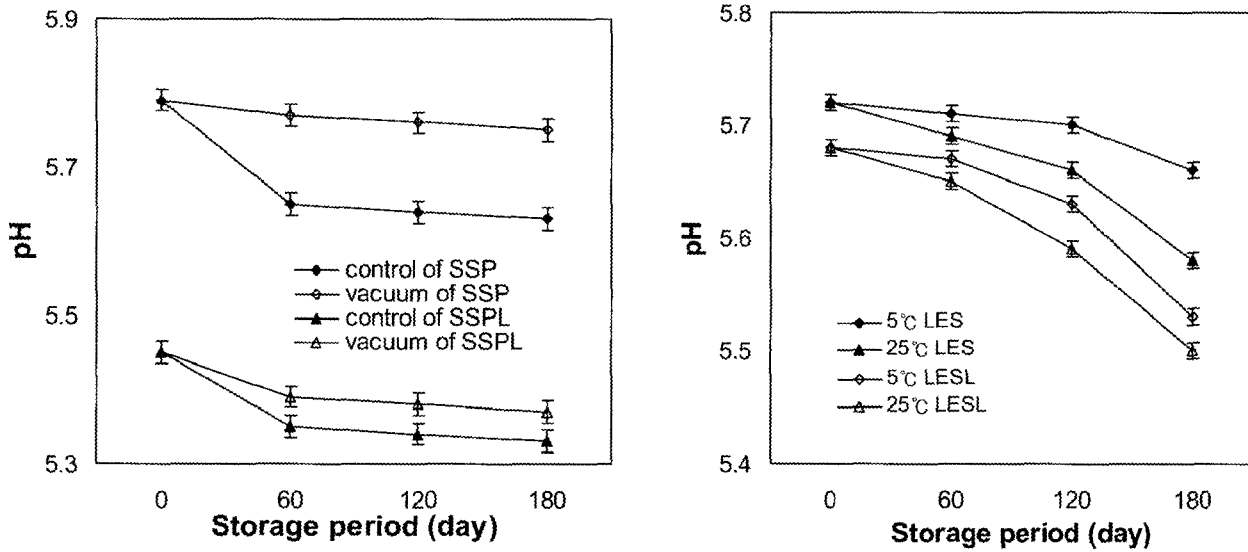 5.9
5.7
5.5
5.3
pH
control of SSP
vacuum of SSP
control of SSPL
vacuum of SSPL
0 60 120 180
Storage period (day)
5.8
5.7
5.6
5.5
5.4
pH
5℃ LES
25℃ LES
5℃ LESL
25℃ LESL
0 60 120 180
Storage period (day)